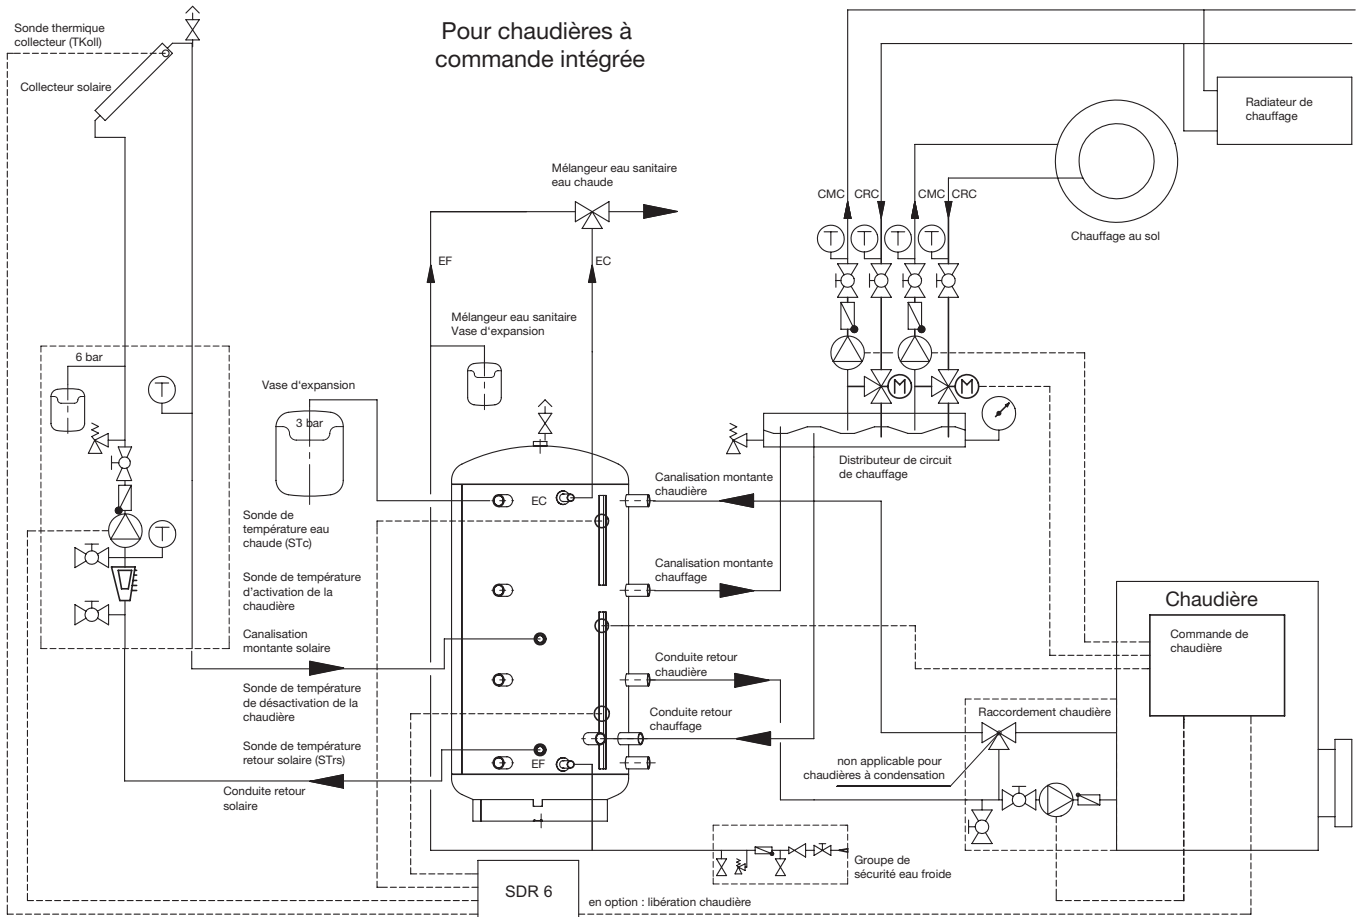 Pour chaudières à
commande intégrée
Sonde thermique
collecteur (TKoll)
Collecteur solaire
Radiateur de
chauffage
Mélangeur eau sanitaire
eau chaude
CMC
CRC
CMC
CRC
Chauffage au sol
T
T
T
T
EF
EC
Mélangeur eau sanitaire
Vase d'expansion
6 bar
T
Vase d'expansion
3 bar
M
M
Distributeur de circuit
de chauffage
Canalisation montante
chaudière
EC
Sonde de
température eau
chaude (STc)
T
Canalisation montante
chauffage
Sonde de température
d'activation de la
chaudière
Chaudière
Commande de
chaudière
Canalisation
montante solaire
Conduite retour
chaudière
Sonde de température
de désactivation de la
chaudière
Conduite retour
chauffage
Raccordement chaudière
Sonde de température
retour solaire (STrs)
EF
non applicable pour
chaudières à condensation
Conduite retour
solaire
Groupe de
sécurité eau froide
SDR 6
en option : libération chaudière